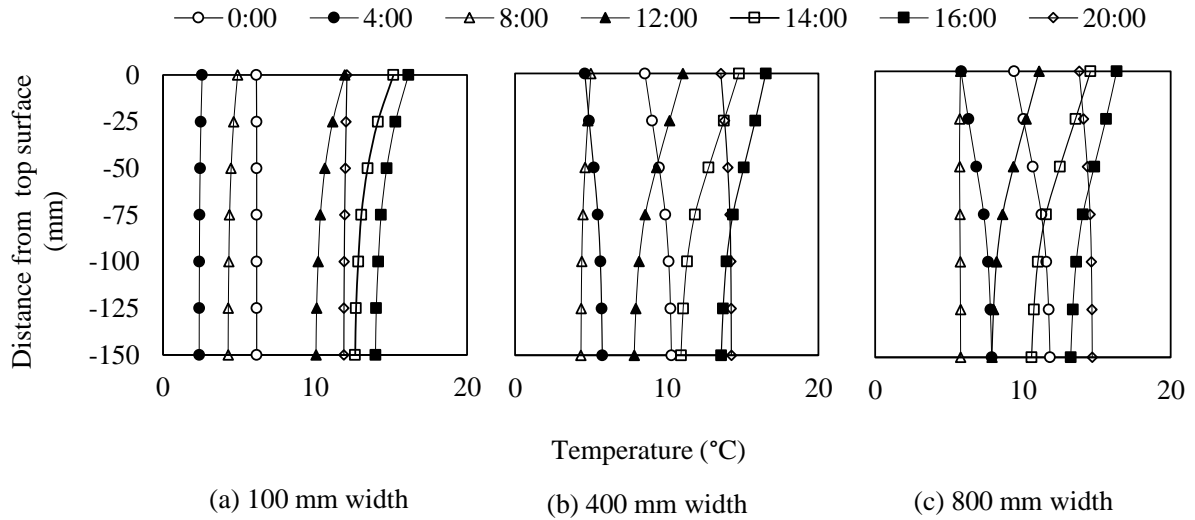 0:00 4:00 8:00 12:00 14:00 16:00 20:00
Distance from top surface
(mm)
0
-25
-50
-75
-100
-125
-150
0 10 20
0 10 20
0 10 20
Temperature (°C)
(a) 100 mm width
(b) 400 mm width
(c) 800 mm width